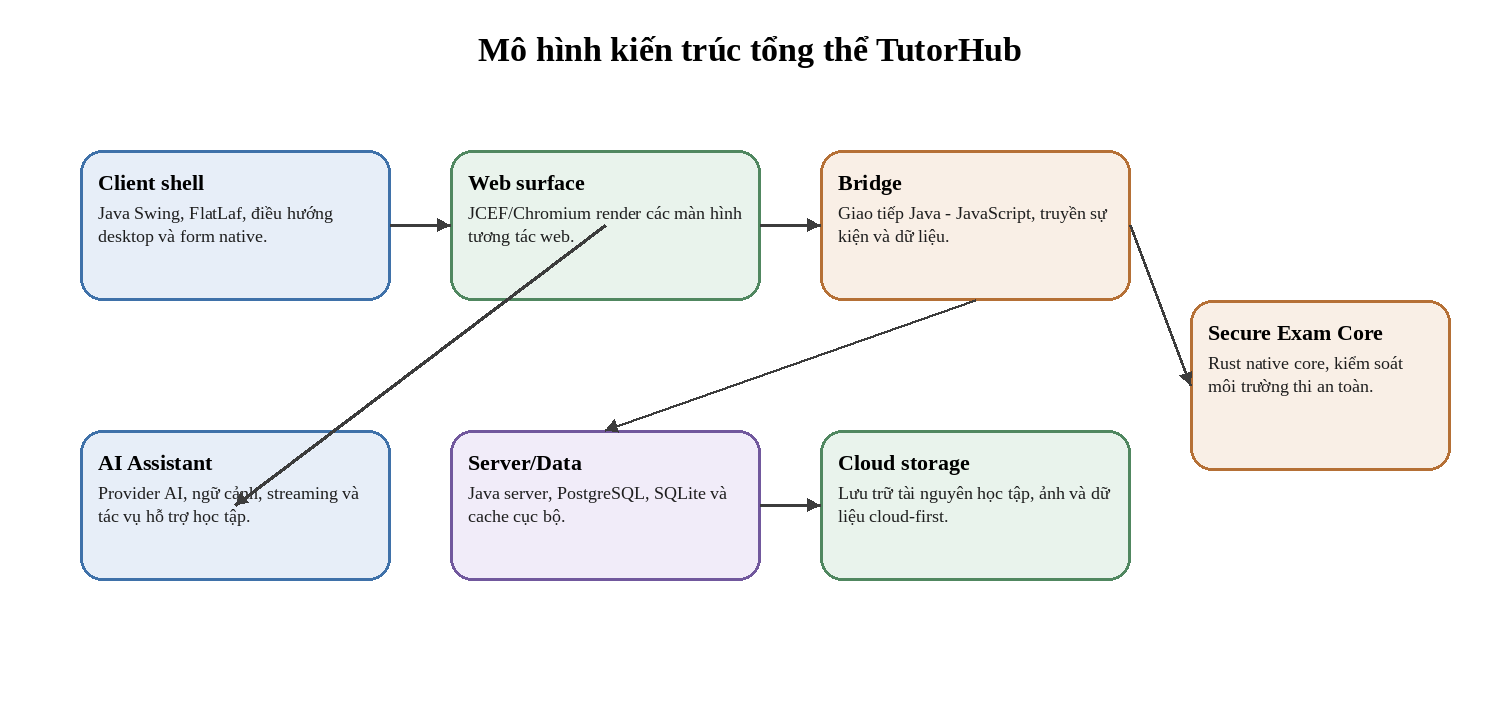 Mô hình kiến trúc tổng thể TutorHub
Client shell
Java Swing, FlatLaf, điều hướng
desktop và form native.
Web surface
JCEF/Chromium render các màn hình
tương tác web.
Bridge
Giao tiếp Java - JavaScript, truyền sự
kiện và dữ liệu.
Secure Exam Core
Rust native core, kiểm soát
môi trường thi an toàn.
AI Assistant
Provider AI, ngữ cảnh, streaming và
tác vụ hỗ trợ học tập.
Server/Data
Java server, PostgreSQL, SQLite và
cache cục bộ.
Cloud storage
Lưu trữ tài nguyên học tập, ảnh và dữ
liệu cloud-first.